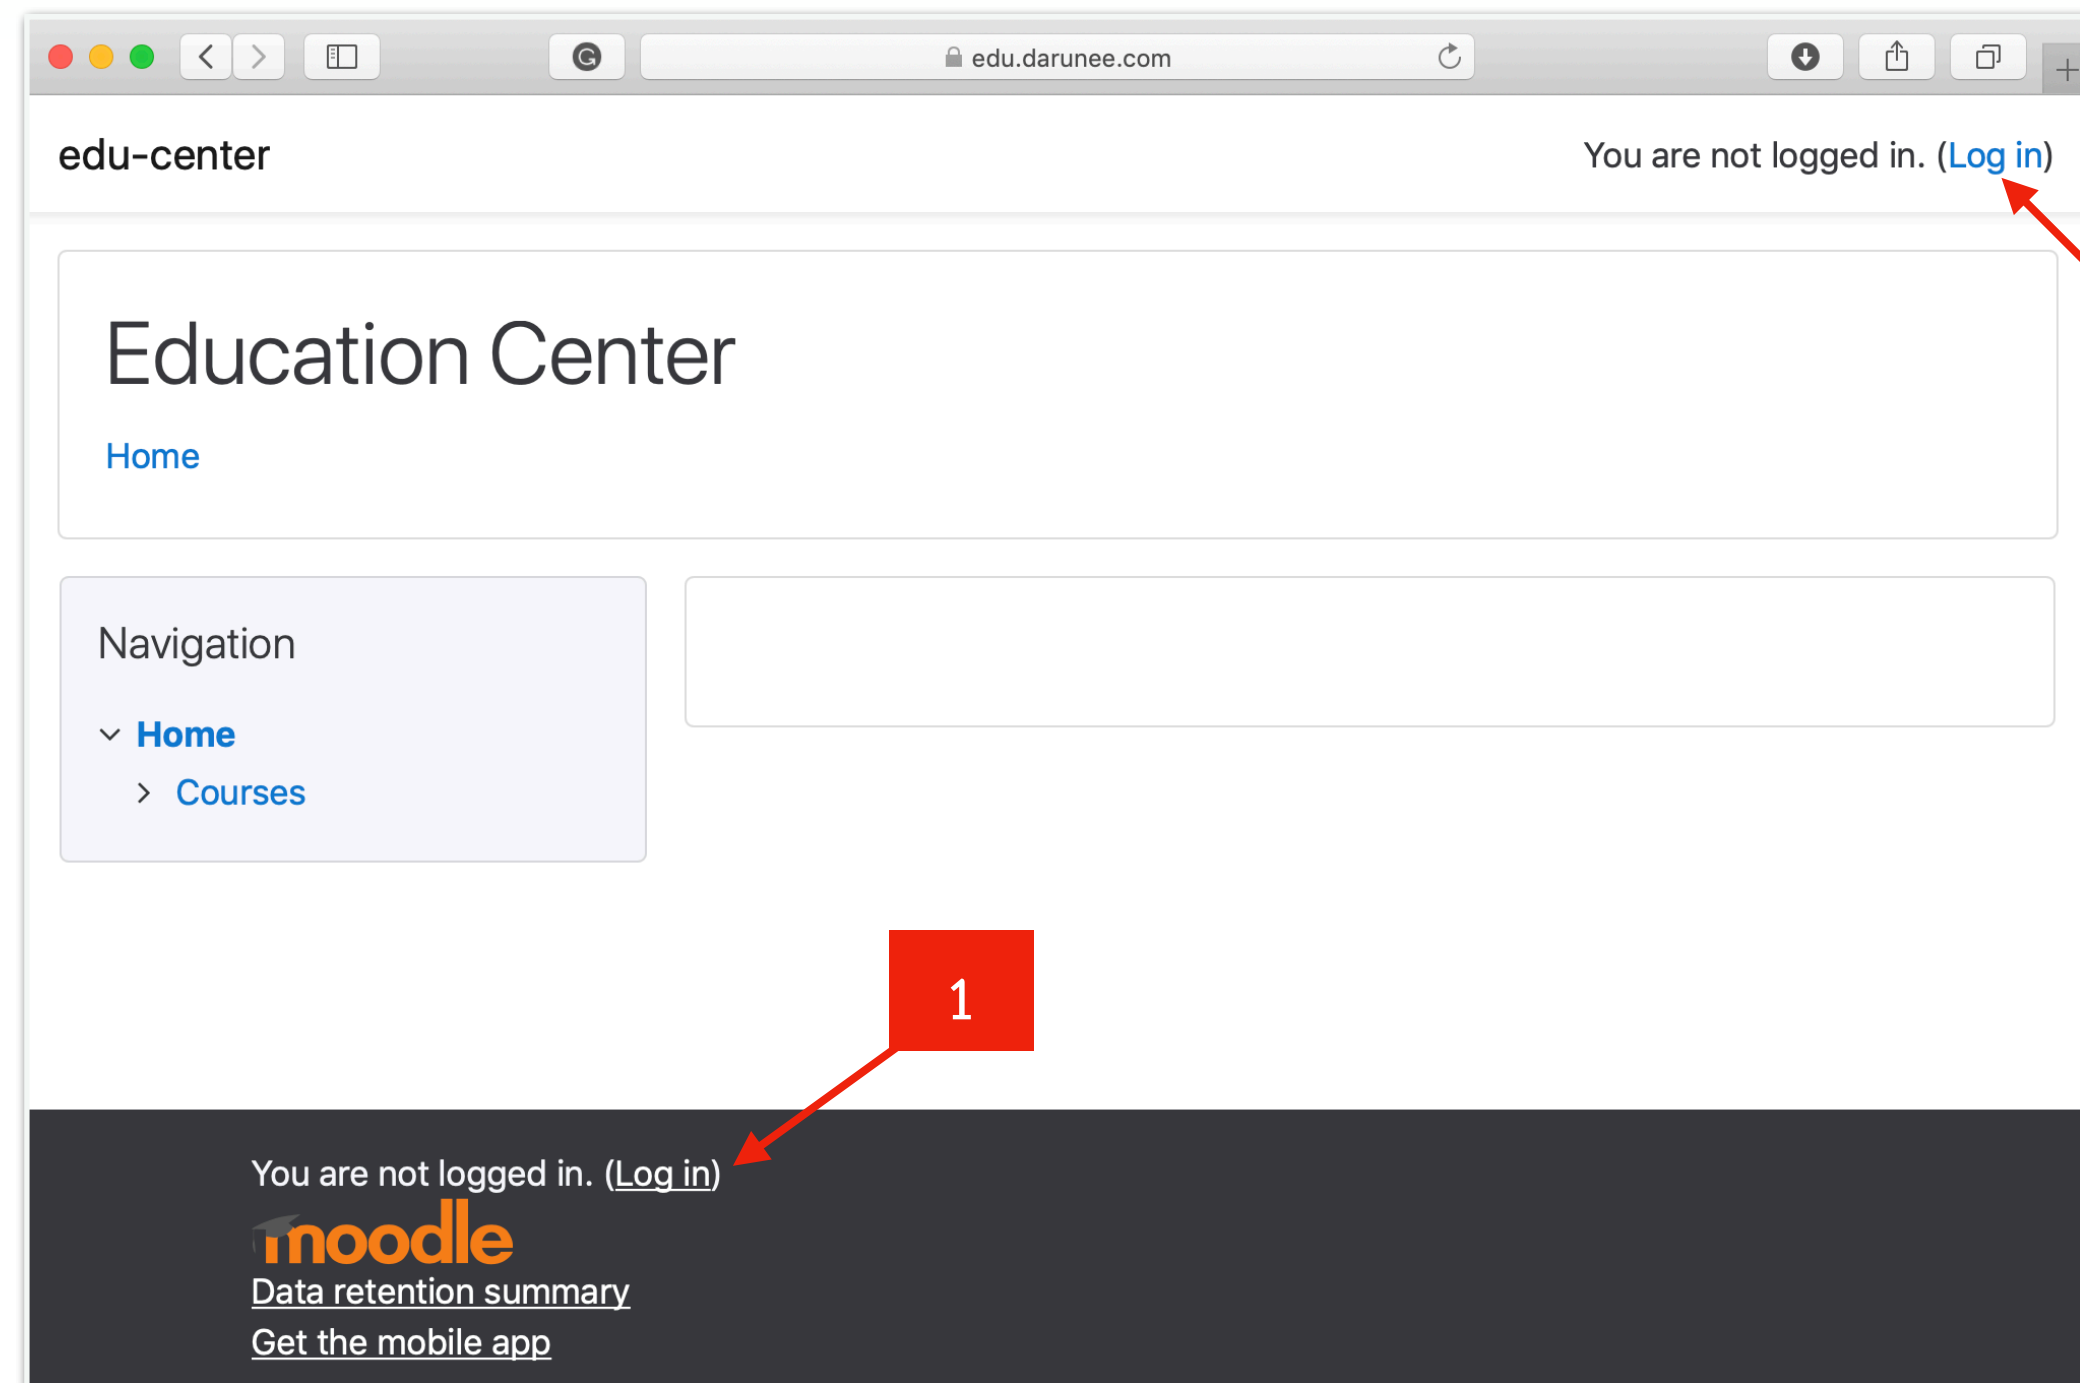 edu.darunee.com
edu-center
You are not logged in. (Log in)
Education Center
Home
Navigation
Home
Courses
1
You are not logged in. (Log in)
moodle
Data retention summary
Get the mobile app